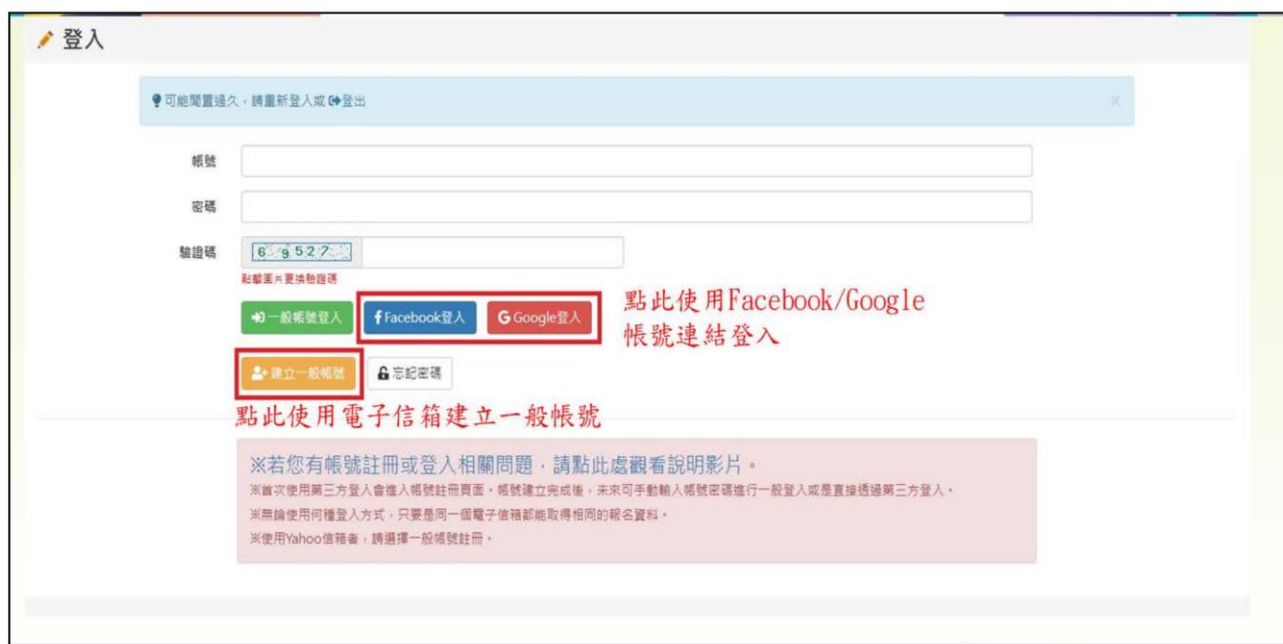 登入
可能閒置過久，請重新登入或 登出 ×
帳號
密碼
驗證碼 6 9 5 2 7
點擊圖片更換驗證碼
一般帳號登入 Facebook登入 Google登入
點此使用Facebook/Google
帳號連結登入
建立一般帳號 忘記密碼
點此使用電子信箱建立一般帳號
※若您有帳號註冊或登入相關問題，請點此處觀看說明影片。
※首次使用第三方登入會進入帳號註冊頁面。帳號建立完成後，未來可手動輸入帳號密碼進行一般登入或是直接透過第三方登入。
※無論使用何種登入方式，只要是同一個電子信箱都能取得相同的報名資料。
※使用Yahoo信箱者，請選擇一般帳號註冊。